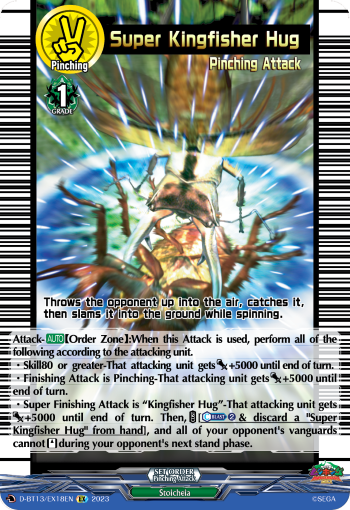 Super Kingfisher Hug
Pinching
Pinching Attack
1
GRADE
Throws the opponent up into the air, catches it,
then slams it into the ground while spinning.
Attack-AUTO【Order Zone】:When this Attack is used, perform all of the
following according to the attacking unit.
・Skill80 or greater-That attacking unit gets +5000 until end of turn.
・Finishing Attack is Pinching-That attacking unit gets +5000 until
end of turn.
・Super Finishing Attack is "Kingfisher Hug"-That attacking unit gets
+5000 until end of turn. Then, [COUNTER BLAST 2 & discard a "Super
Kingfisher Hug" from hand], and all of your opponent's vanguards
cannot [ ] during your opponent's next stand phase.
SET ORDER
Pinching Attack
Stoicheia
D-BT13/EX18EN EX 2023
©SEGA